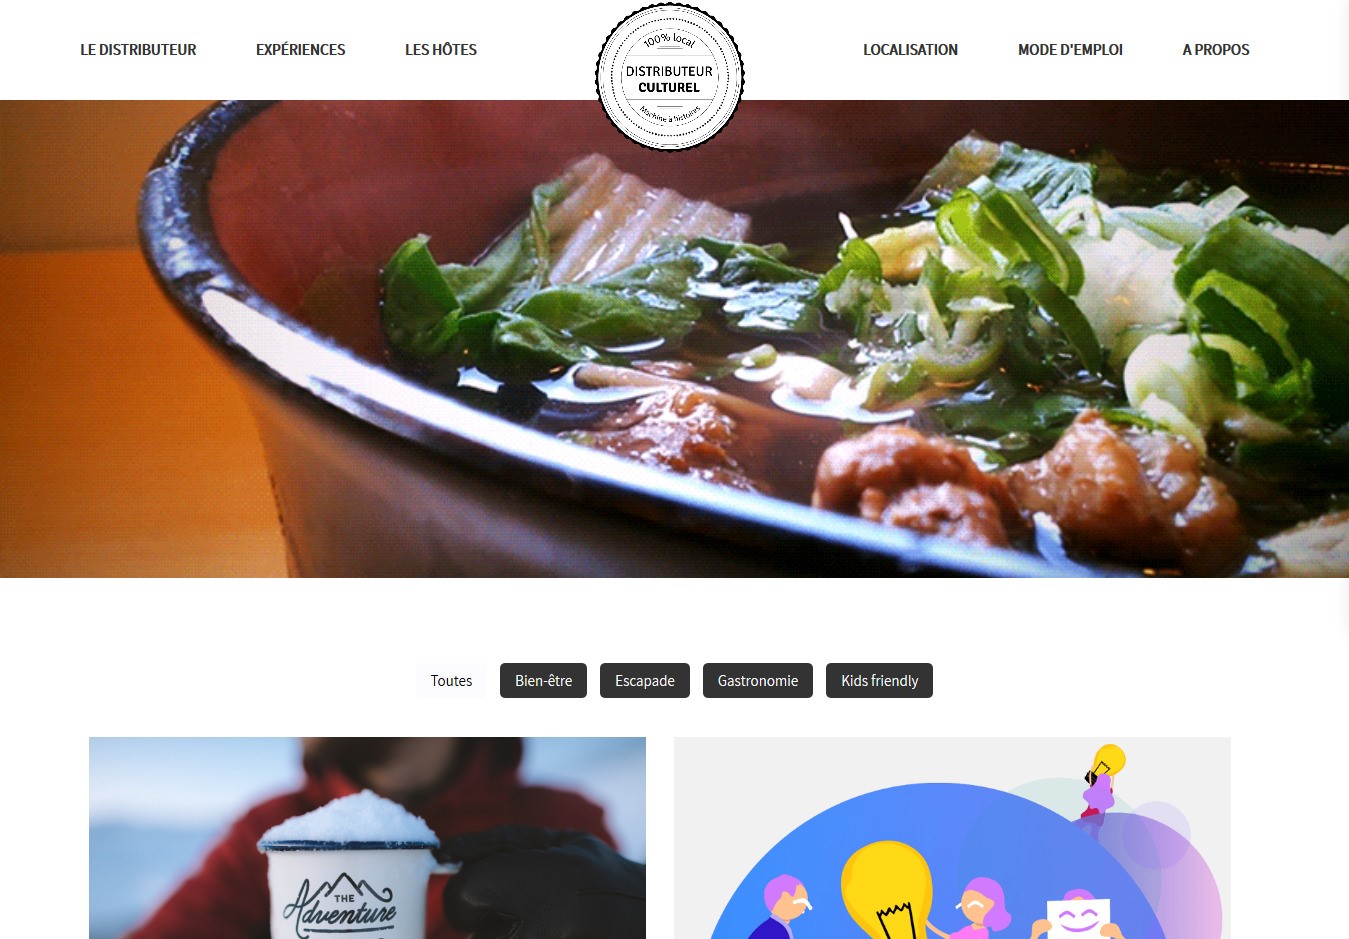 LE DISTRIBUTEUR EXPÉRIENCES LES HÔTES LOCALISATION MODE D'EMPLOI A PROPOS
100% local
DISTRIBUTEUR
CULTUREL
Machine à histoires
Toutes Bien-être Escapade Gastronomie Kids friendly
THE
Adventure